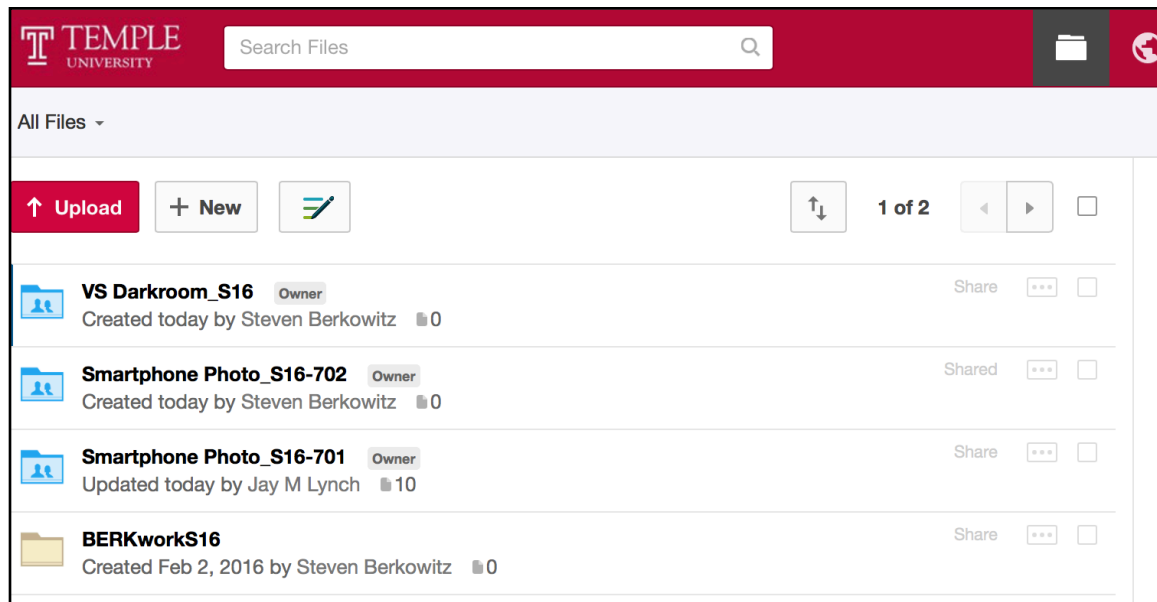 TEMPLE
UNIVERSITY
Search Files
All Files
Upload
New
1 of 2
VS Darkroom_S16 Owner Share
Created today by Steven Berkowitz 0
Smartphone Photo_S16-702 Owner Shared
Created today by Steven Berkowitz 0
Smartphone Photo_S16-701 Owner Share
Updated today by Jay M Lynch 10
BERKworkS16 Share
Created Feb 2, 2016 by Steven Berkowitz 0